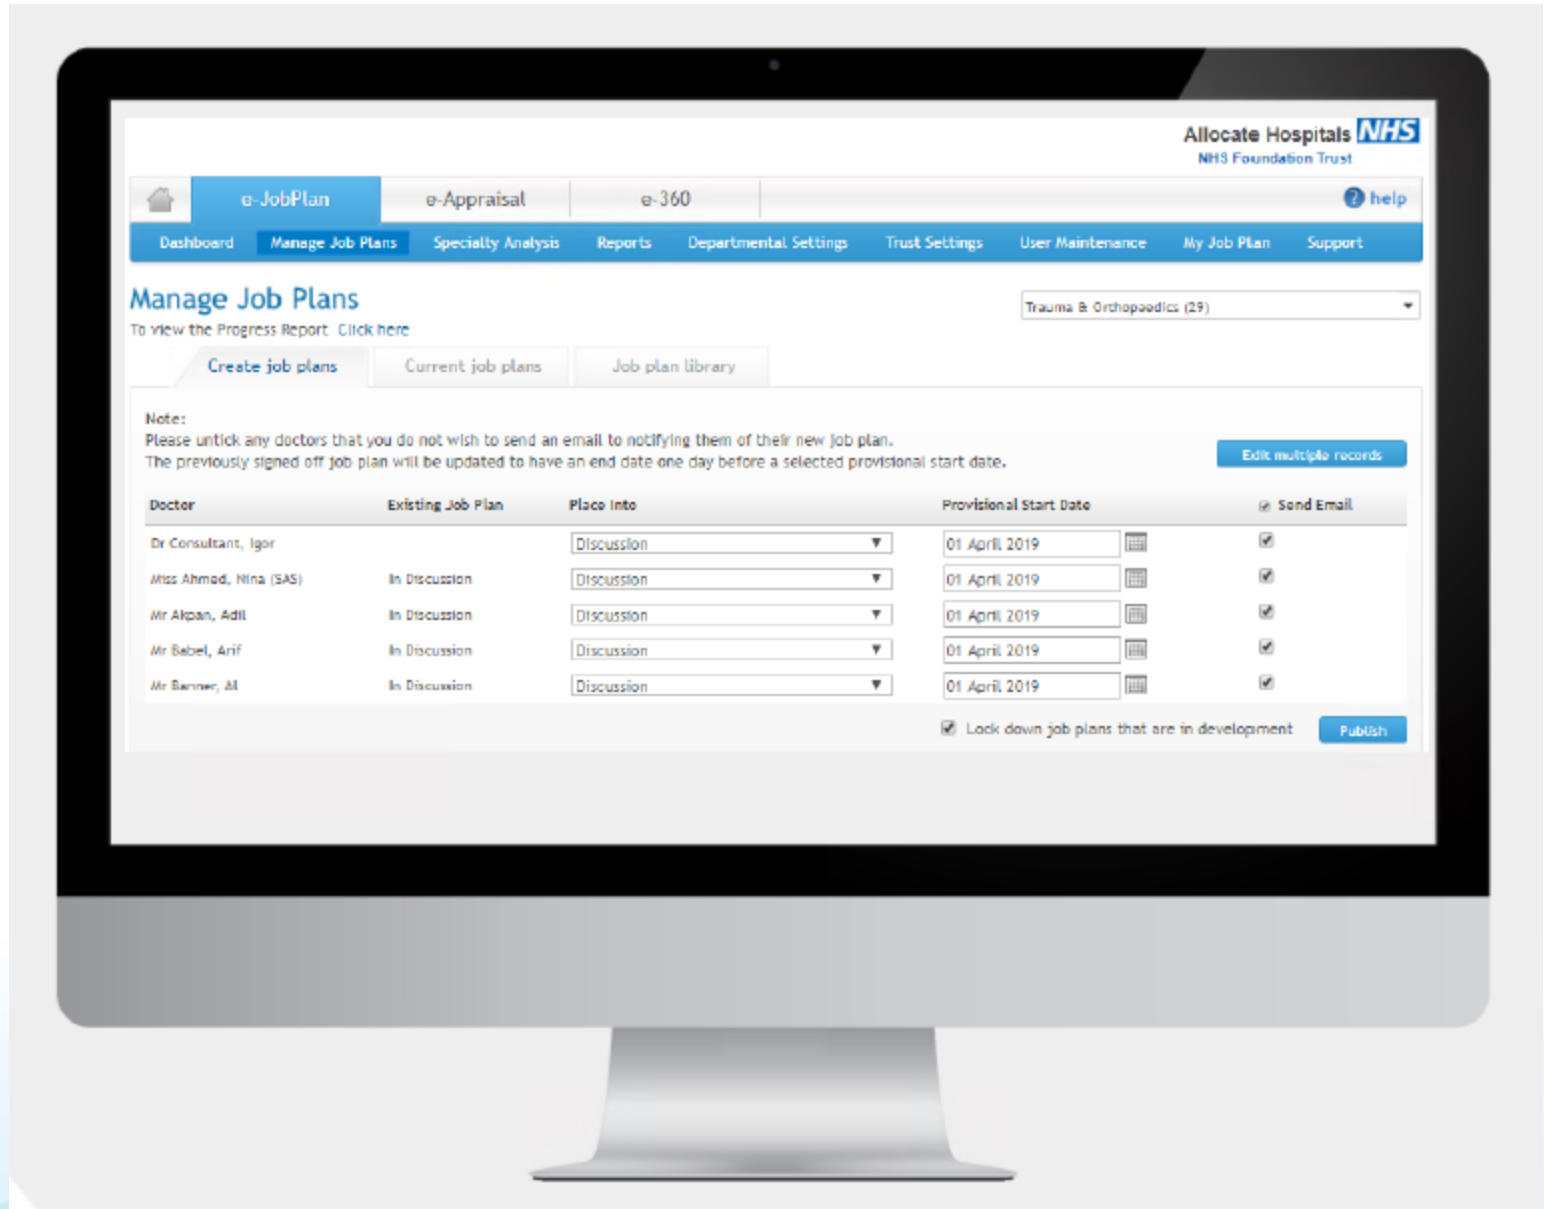 Allocate Hospitals NHS
NHS Foundation Trust
e-JobPlan e-Appraisal e-360 ? help
Dashboard Manage Job Plans Specialty Analysis Reports Departmental Settings Trust Settings User Maintenance My Job Plan Support
Manage Job Plans
Trauma & Orthopaedics (29)
To view the Progress Report Click here
Create job plans Current job plans Job plan library
Note:
Please untick any doctors that you do not wish to send an email to notifying them of their new job plan.
The previously signed off job plan will be updated to have an end date one day before a selected provisional start date.
Edit multiple records
Doctor Existing Job Plan Place Into Provisional Start Date Send Email
Dr Consultant, Igor Discussion 01 April 2019
Miss Ahmed, Nina (SAS) In Discussion Discussion 01 April 2019
Mr Akpan, Adil In Discussion Discussion 01 April 2019
Mr Babel, Arif In Discussion Discussion 01 April 2019
Mr Banner, Al In Discussion Discussion 01 April 2019
Lock down job plans that are in development Publish